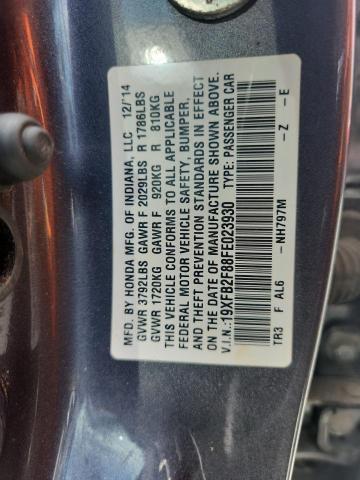 MFD. BY HONDA MFG. OF INDIANA, LLC 12/'14
GVWR 3792LBS GAWR F 2029LBS R 1786LBS
GVWR 1720KG GAWR F 920KG R 810KG
THIS VEHICLE CONFORMS TO ALL APPLICABLE
FEDERAL MOTOR VEHICLE SAFETY, BUMPER,
AND THEFT PREVENTION STANDARDS IN EFFECT
ON THE DATE OF MANUFACTURE SHOWN ABOVE.
V.I.N.:19XFB2F88FE023930 TYPE: PASSENGER CAR
TR3 F AL6 -NH797M -Z -E